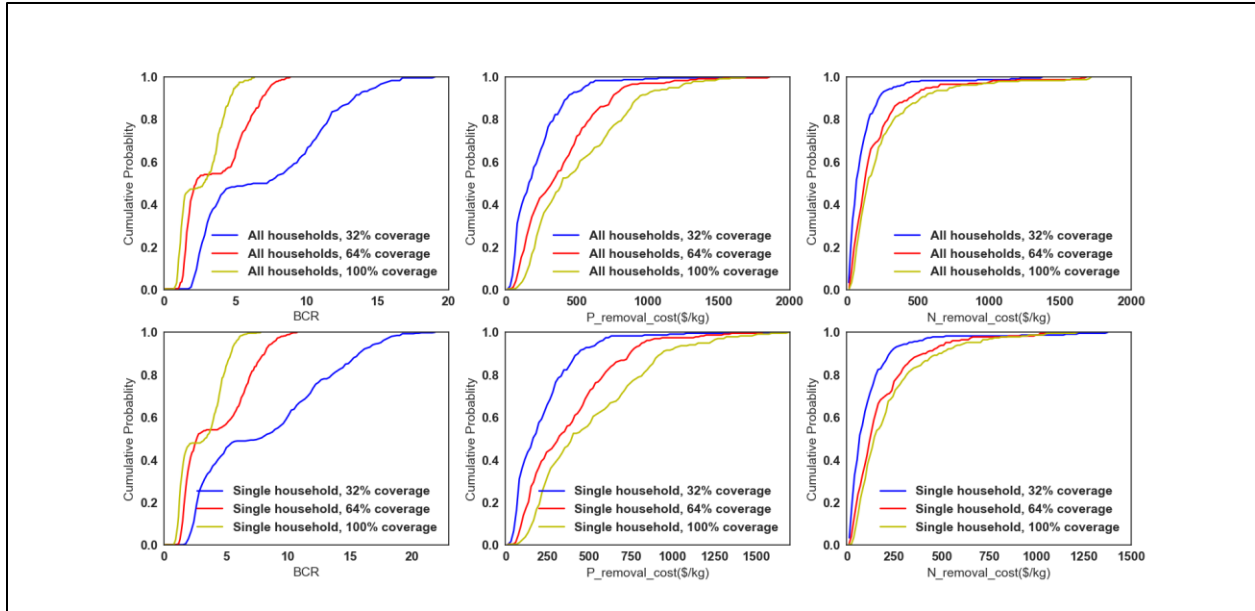 1.0
0.8
0.6
0.4
0.2
0.0
Cumulative Probablity
All households, 32% coverage
All households, 64% coverage
All households, 100% coverage
0 5 10 15 20
BCR
1.0
0.8
0.6
0.4
0.2
0.0
Cumulative Probablity
All households, 32% coverage
All households, 64% coverage
All households, 100% coverage
0 500 1000 1500 2000
P_removal_cost($/kg)
1.0
0.8
0.6
0.4
0.2
0.0
Cumulative Probablity
All households, 32% coverage
All households, 64% coverage
All households, 100% coverage
0 500 1000 1500 2000
N_removal_cost($/kg)
1.0
0.8
0.6
0.4
0.2
0.0
Cumulative Probablity
Single household, 32% coverage
Single household, 64% coverage
Single household, 100% coverage
0 5 10 15 20
BCR
1.0
0.8
0.6
0.4
0.2
0.0
Cumulative Probablity
Single household, 32% coverage
Single household, 64% coverage
Single household, 100% coverage
0 250 500 750 1000 1250 1500
P_removal_cost($/kg)
1.0
0.8
0.6
0.4
0.2
0.0
Cumulative Probablity
Single household, 32% coverage
Single household, 64% coverage
Single household, 100% coverage
0 250 500 750 1000 1250 1500
N_removal_cost($/kg)